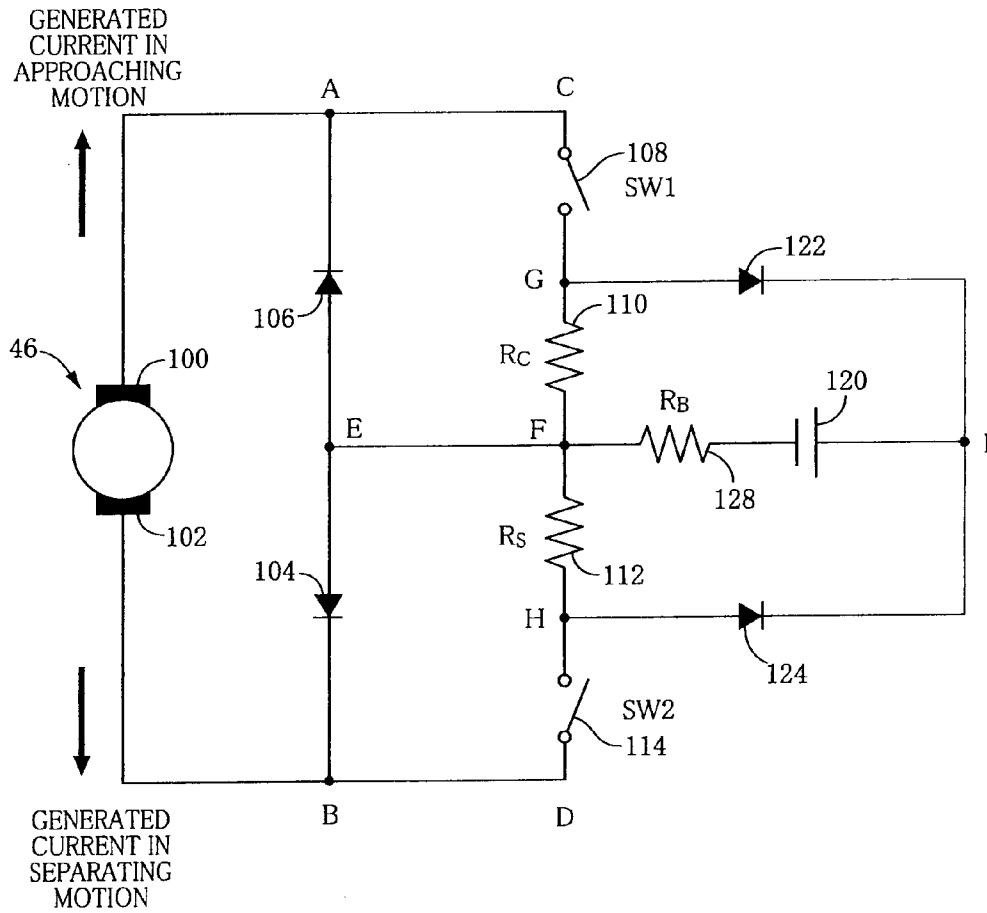 GENERATED
CURRENT IN
APPROACHING
MOTION
A
C
108
SW1
122
G
110
106
RC
46
100
120
RB
E
F
I
128
102
RS
104
112
H
124
SW2
114
B
D
GENERATED
CURRENT IN
SEPARATING
MOTION